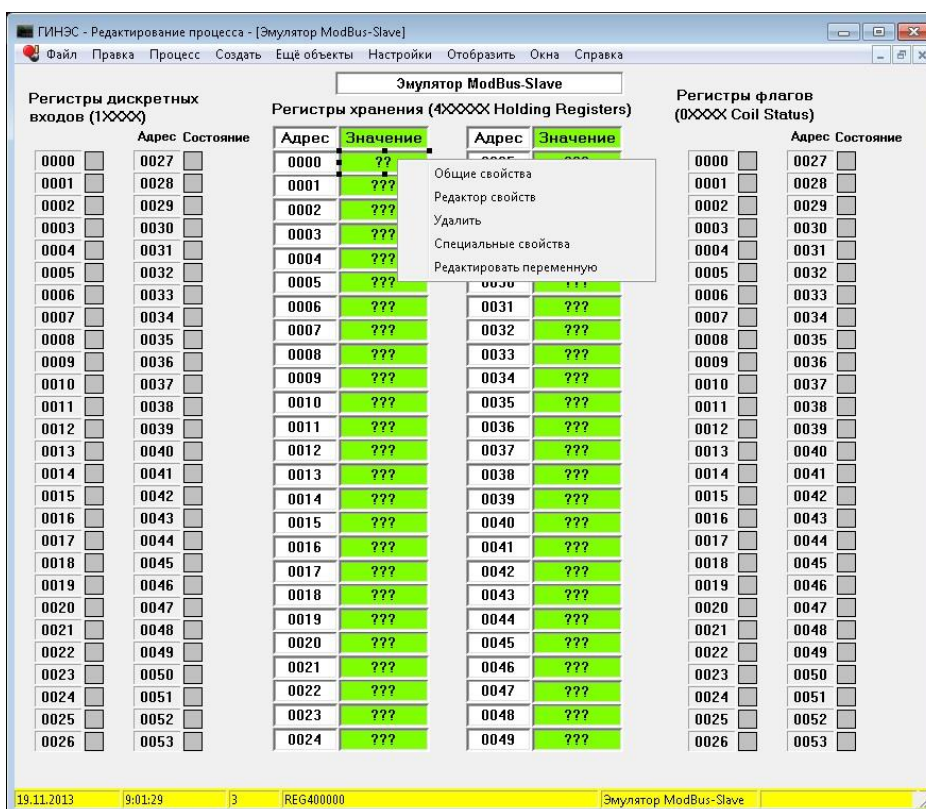 ГИНЭС - Редактирование процесса - [Эмулятор ModBus-Slave]
Файл Правка Процесс Создать Ещё объекты Настройки Отобразить Окна Справка
Эмулятор ModBus-Slave
Регистры дискретных
входов (1XXXX)
Адрес Состояние
0000 0027
0001 0028
0002 0029
0003 0030
0004 0031
0005 0032
0006 0033
0007 0034
0008 0035
0009 0036
0010 0037
0011 0038
0012 0039
0013 0040
0014 0041
0015 0042
0016 0043
0017 0044
0018 0045
0019 0046
0020 0047
0021 0048
0022 0049
0023 0050
0024 0051
0025 0052
0026 0053
Регистры хранения (4XXXXX Holding Registers)
Адрес Значение Адрес Значение
0000 ??
0001 ???
0002 ???
0003 ???
0004 ???
0005 ???
Общие свойства
Редактор свойств
Удалить
Специальные свойства
Редактировать переменную
0006 ??? 0031 ???
0007 ??? 0032 ???
0008 ??? 0033 ???
0009 ??? 0034 ???
0010 ??? 0035 ???
0011 ??? 0036 ???
0012 ??? 0037 ???
0013 ??? 0038 ???
0014 ??? 0039 ???
0015 ??? 0040 ???
0016 ??? 0041 ???
0017 ??? 0042 ???
0018 ??? 0043 ???
0019 ??? 0044 ???
0020 ??? 0045 ???
0021 ??? 0046 ???
0022 ??? 0047 ???
0023 ??? 0048 ???
0024 ??? 0049 ???
Регистры флагов
(0XXXX Coil Status)
Адрес Состояние
0000 0027
0001 0028
0002 0029
0003 0030
0004 0031
0005 0032
0006 0033
0007 0034
0008 0035
0009 0036
0010 0037
0011 0038
0012 0039
0013 0040
0014 0041
0015 0042
0016 0043
0017 0044
0018 0045
0019 0046
0020 0047
0021 0048
0022 0049
0023 0050
0024 0051
0025 0052
0026 0053
19.11.2013 9:01:29 3 REG400000 Эмулятор ModBus-Slave